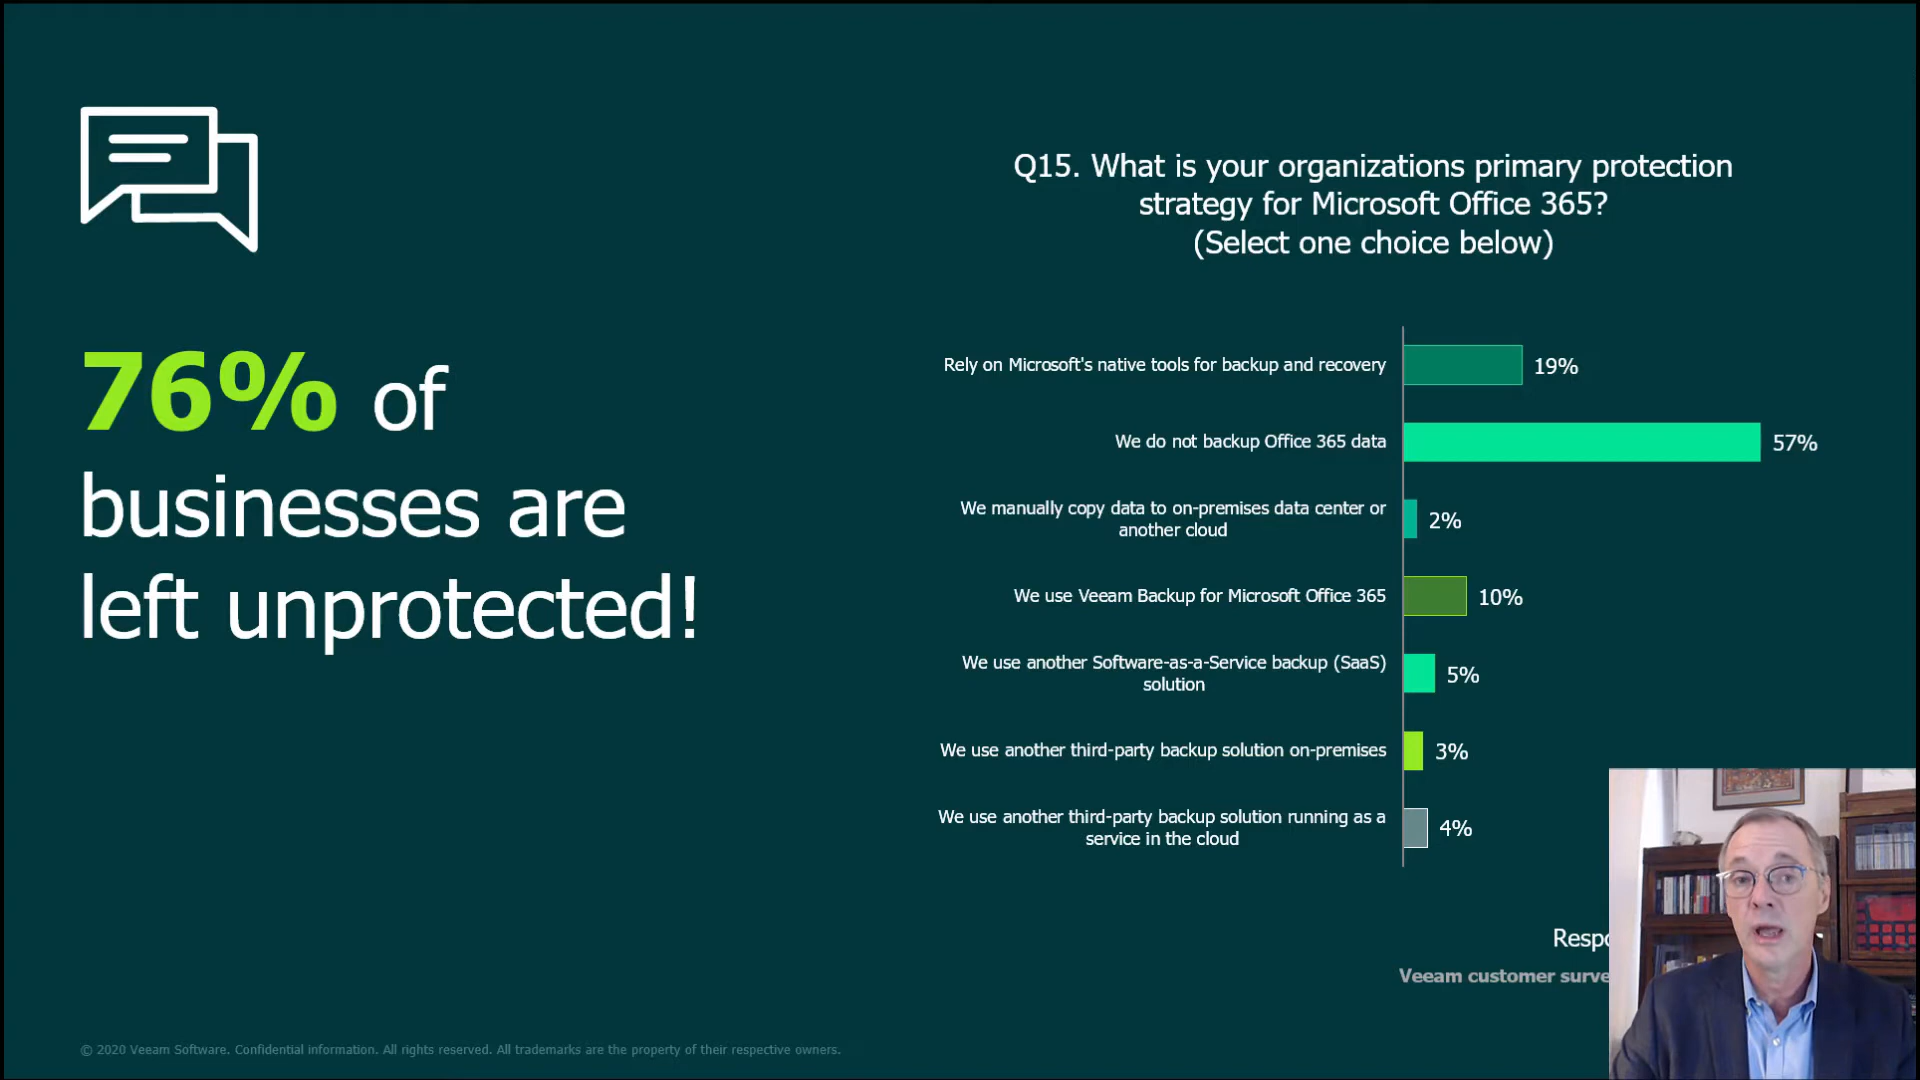 76% of
businesses are
left unprotected!
Q15. What is your organizations primary protection
strategy for Microsoft Office 365?
(Select one choice below)
Rely on Microsoft's native tools for backup and recovery 19%
We do not backup Office 365 data 57%
We manually copy data to on-premises data center or
another cloud 2%
We use Veeam Backup for Microsoft Office 365 10%
We use another Software-as-a-Service backup (SaaS)
solution 5%
We use another third-party backup solution on-premises 3%
We use another third-party backup solution running as a
service in the cloud 4%
Veeam customer
© 2020 Veeam Software. Confidential information. All rights reserved. All trademarks are the property of their respective owners.